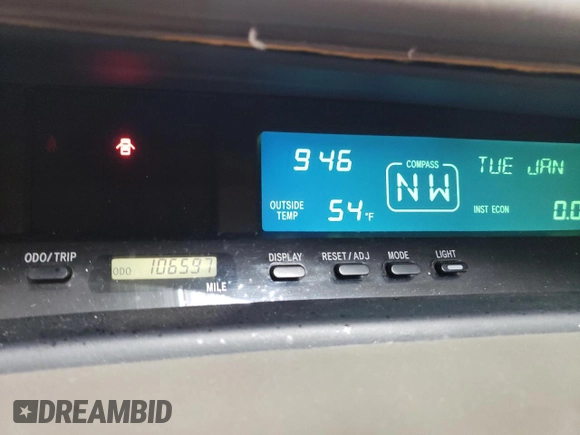 9 46
COMPASS
NW
TUE JAN
OUTSIDE
TEMP
54 °F
INST ECON
0.0
ODO/TRIP
ODO 106597
MILE
DISPLAY
RESET/ADJ
MODE
LIGHT
DREAMBID